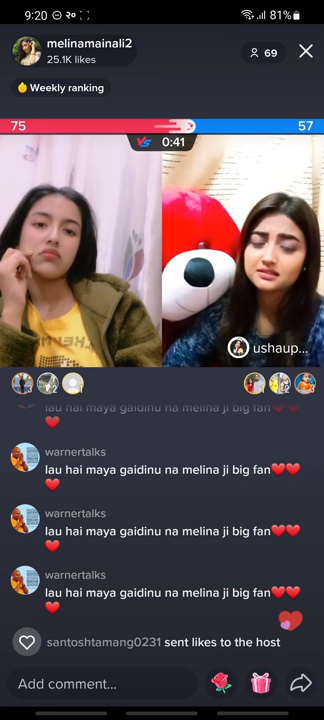 9:20 २० 81%
melinamainali2
25.1K likes
69
Weekly ranking
75 57
VS 0:41
ushaup...
lau hai maya gaidinu na melina ji big fan❤️❤️
❤️
warnertalks
lau hai maya gaidinu na melina ji big fan❤️❤️
❤️
warnertalks
lau hai maya gaidinu na melina ji big fan❤️❤️
❤️
warnertalks
lau hai maya gaidinu na melina ji big fan❤️❤️
❤️
santoshtamang0231 sent likes to the host
Add comment...